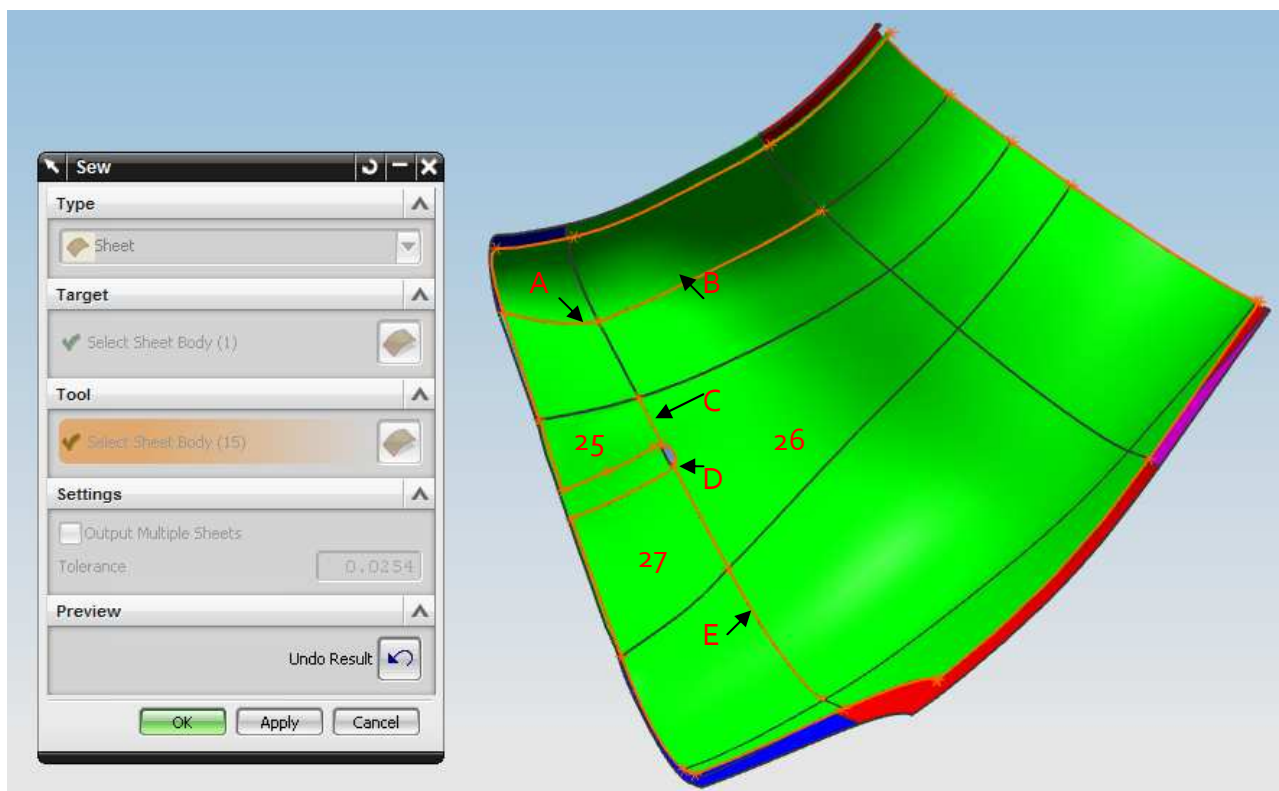 Sew
Type
Sheet
Target
Select Sheet Body (1)
Tool
Select Sheet Body (15)
Settings
Output Multiple Sheets
Tolerance 0.0254
Preview
Undo Result
OK Apply Cancel
A
B
C
25
26
D
27
E